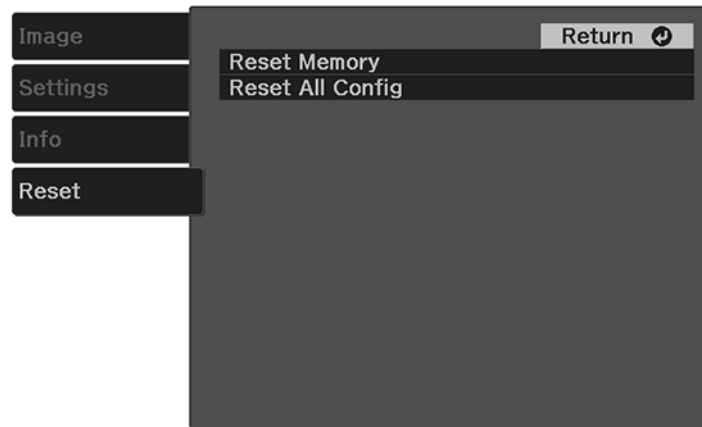 Image
Settings
Info
Reset
Return
Reset Memory
Reset All Config